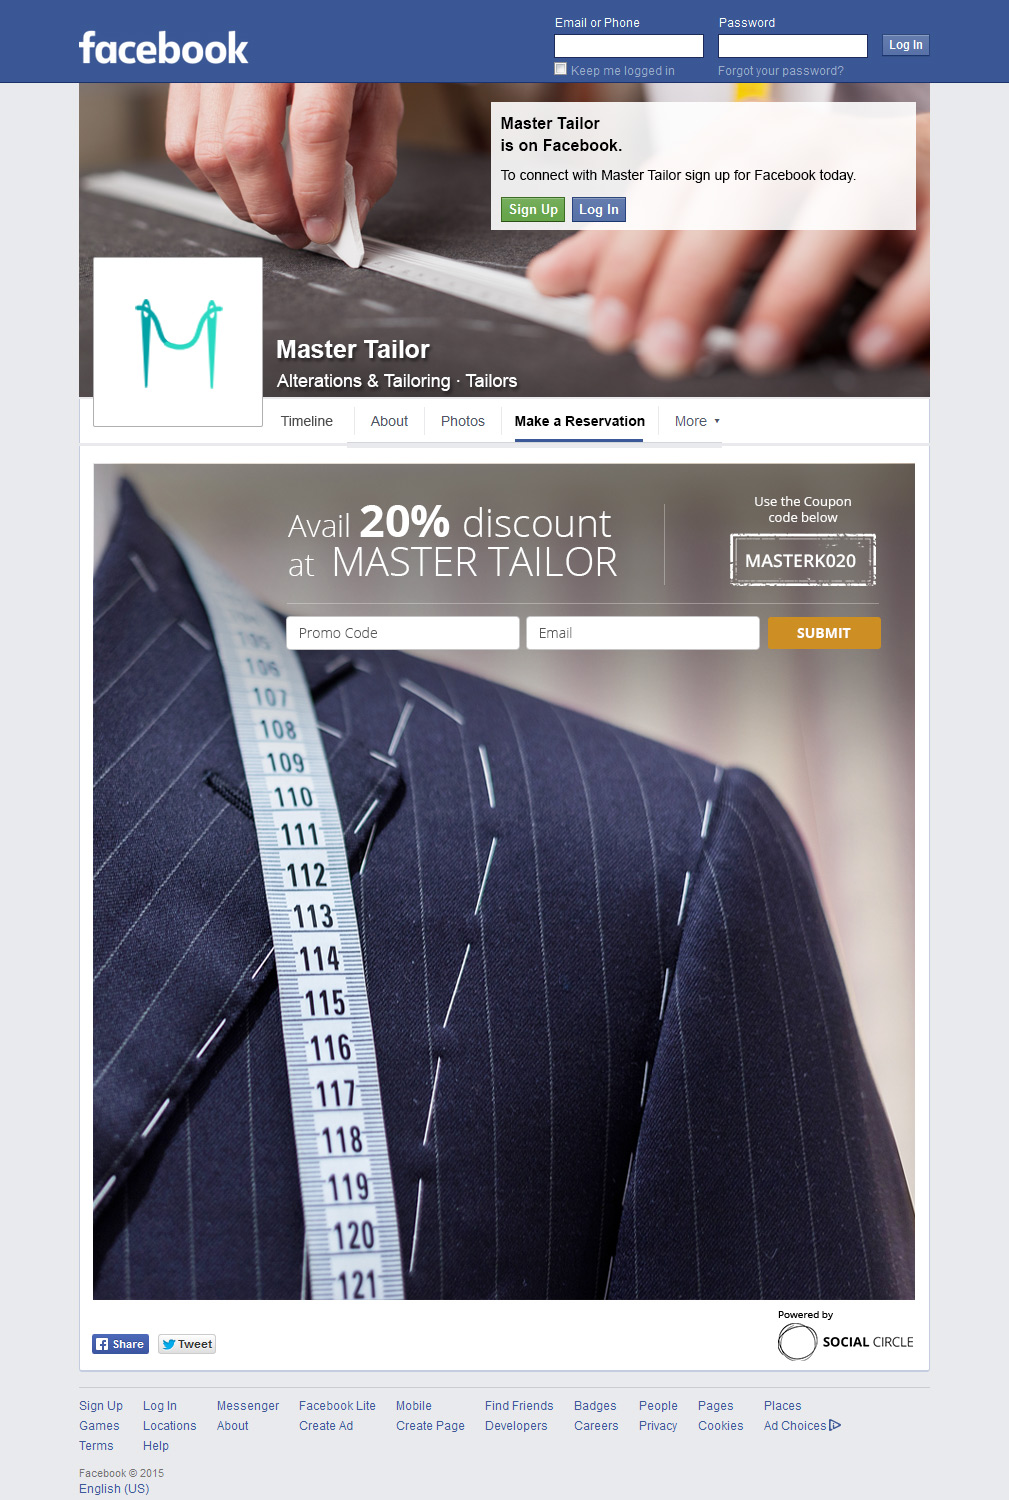 facebook
Email or Phone
Password
Log In
Keep me logged in
Forgot your password?
Master Tailor
is on Facebook.
To connect with Master Tailor sign up for Facebook today.
Sign Up
Log In
Master Tailor
Alterations & Tailoring · Tailors
Timeline
About
Photos
Make a Reservation
More
Avail 20% discount
at MASTER TAILOR
Use the Coupon
code below
MASTERK020
Promo Code
Email
SUBMIT
105
106
107
108
109
110
111
112
113
114
115
116
117
118
119
120
121
Share
Tweet
Powered by
SOCIAL CIRCLE
Sign Up Log In Messenger Facebook Lite Mobile Find Friends Badges People Pages Places
Games Locations About Create Ad Create Page Developers Careers Privacy Cookies Ad Choices
Terms Help
Facebook © 2015
English (US)